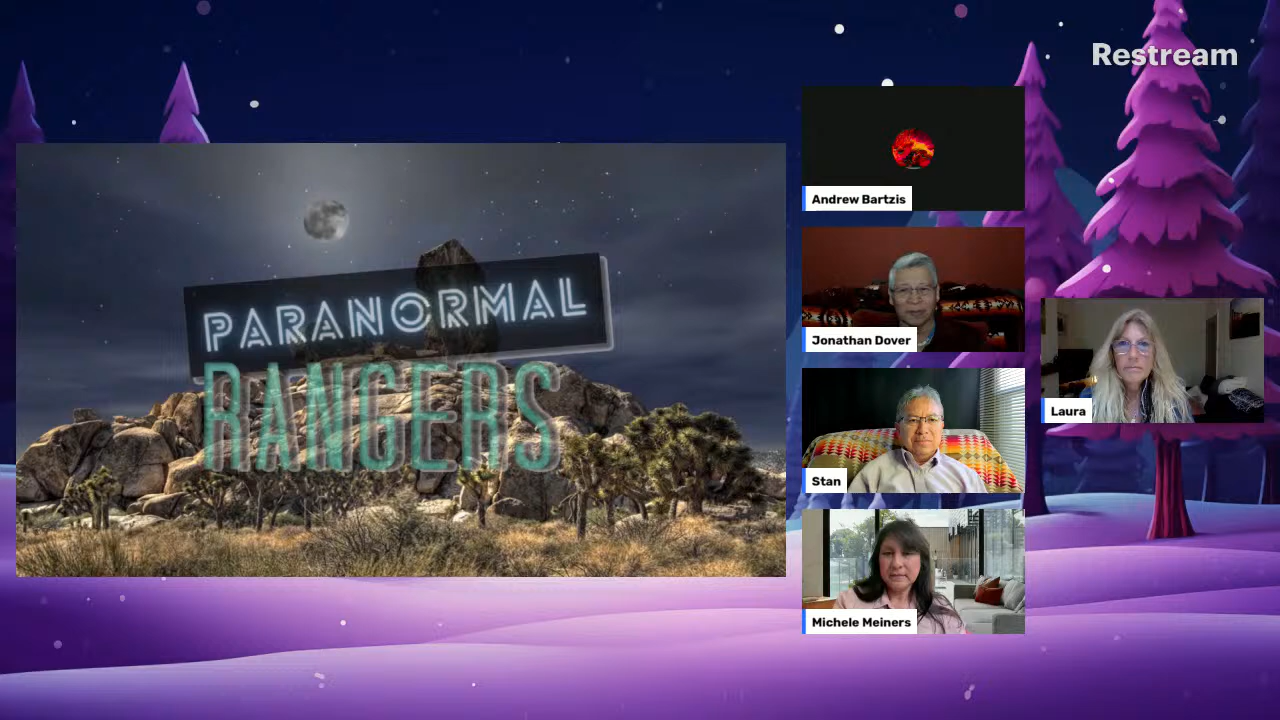 Restream
PARANORMAL
RANGERS
Andrew Bartzis
Jonathan Dover
Stan
Michele Meiners
Laura